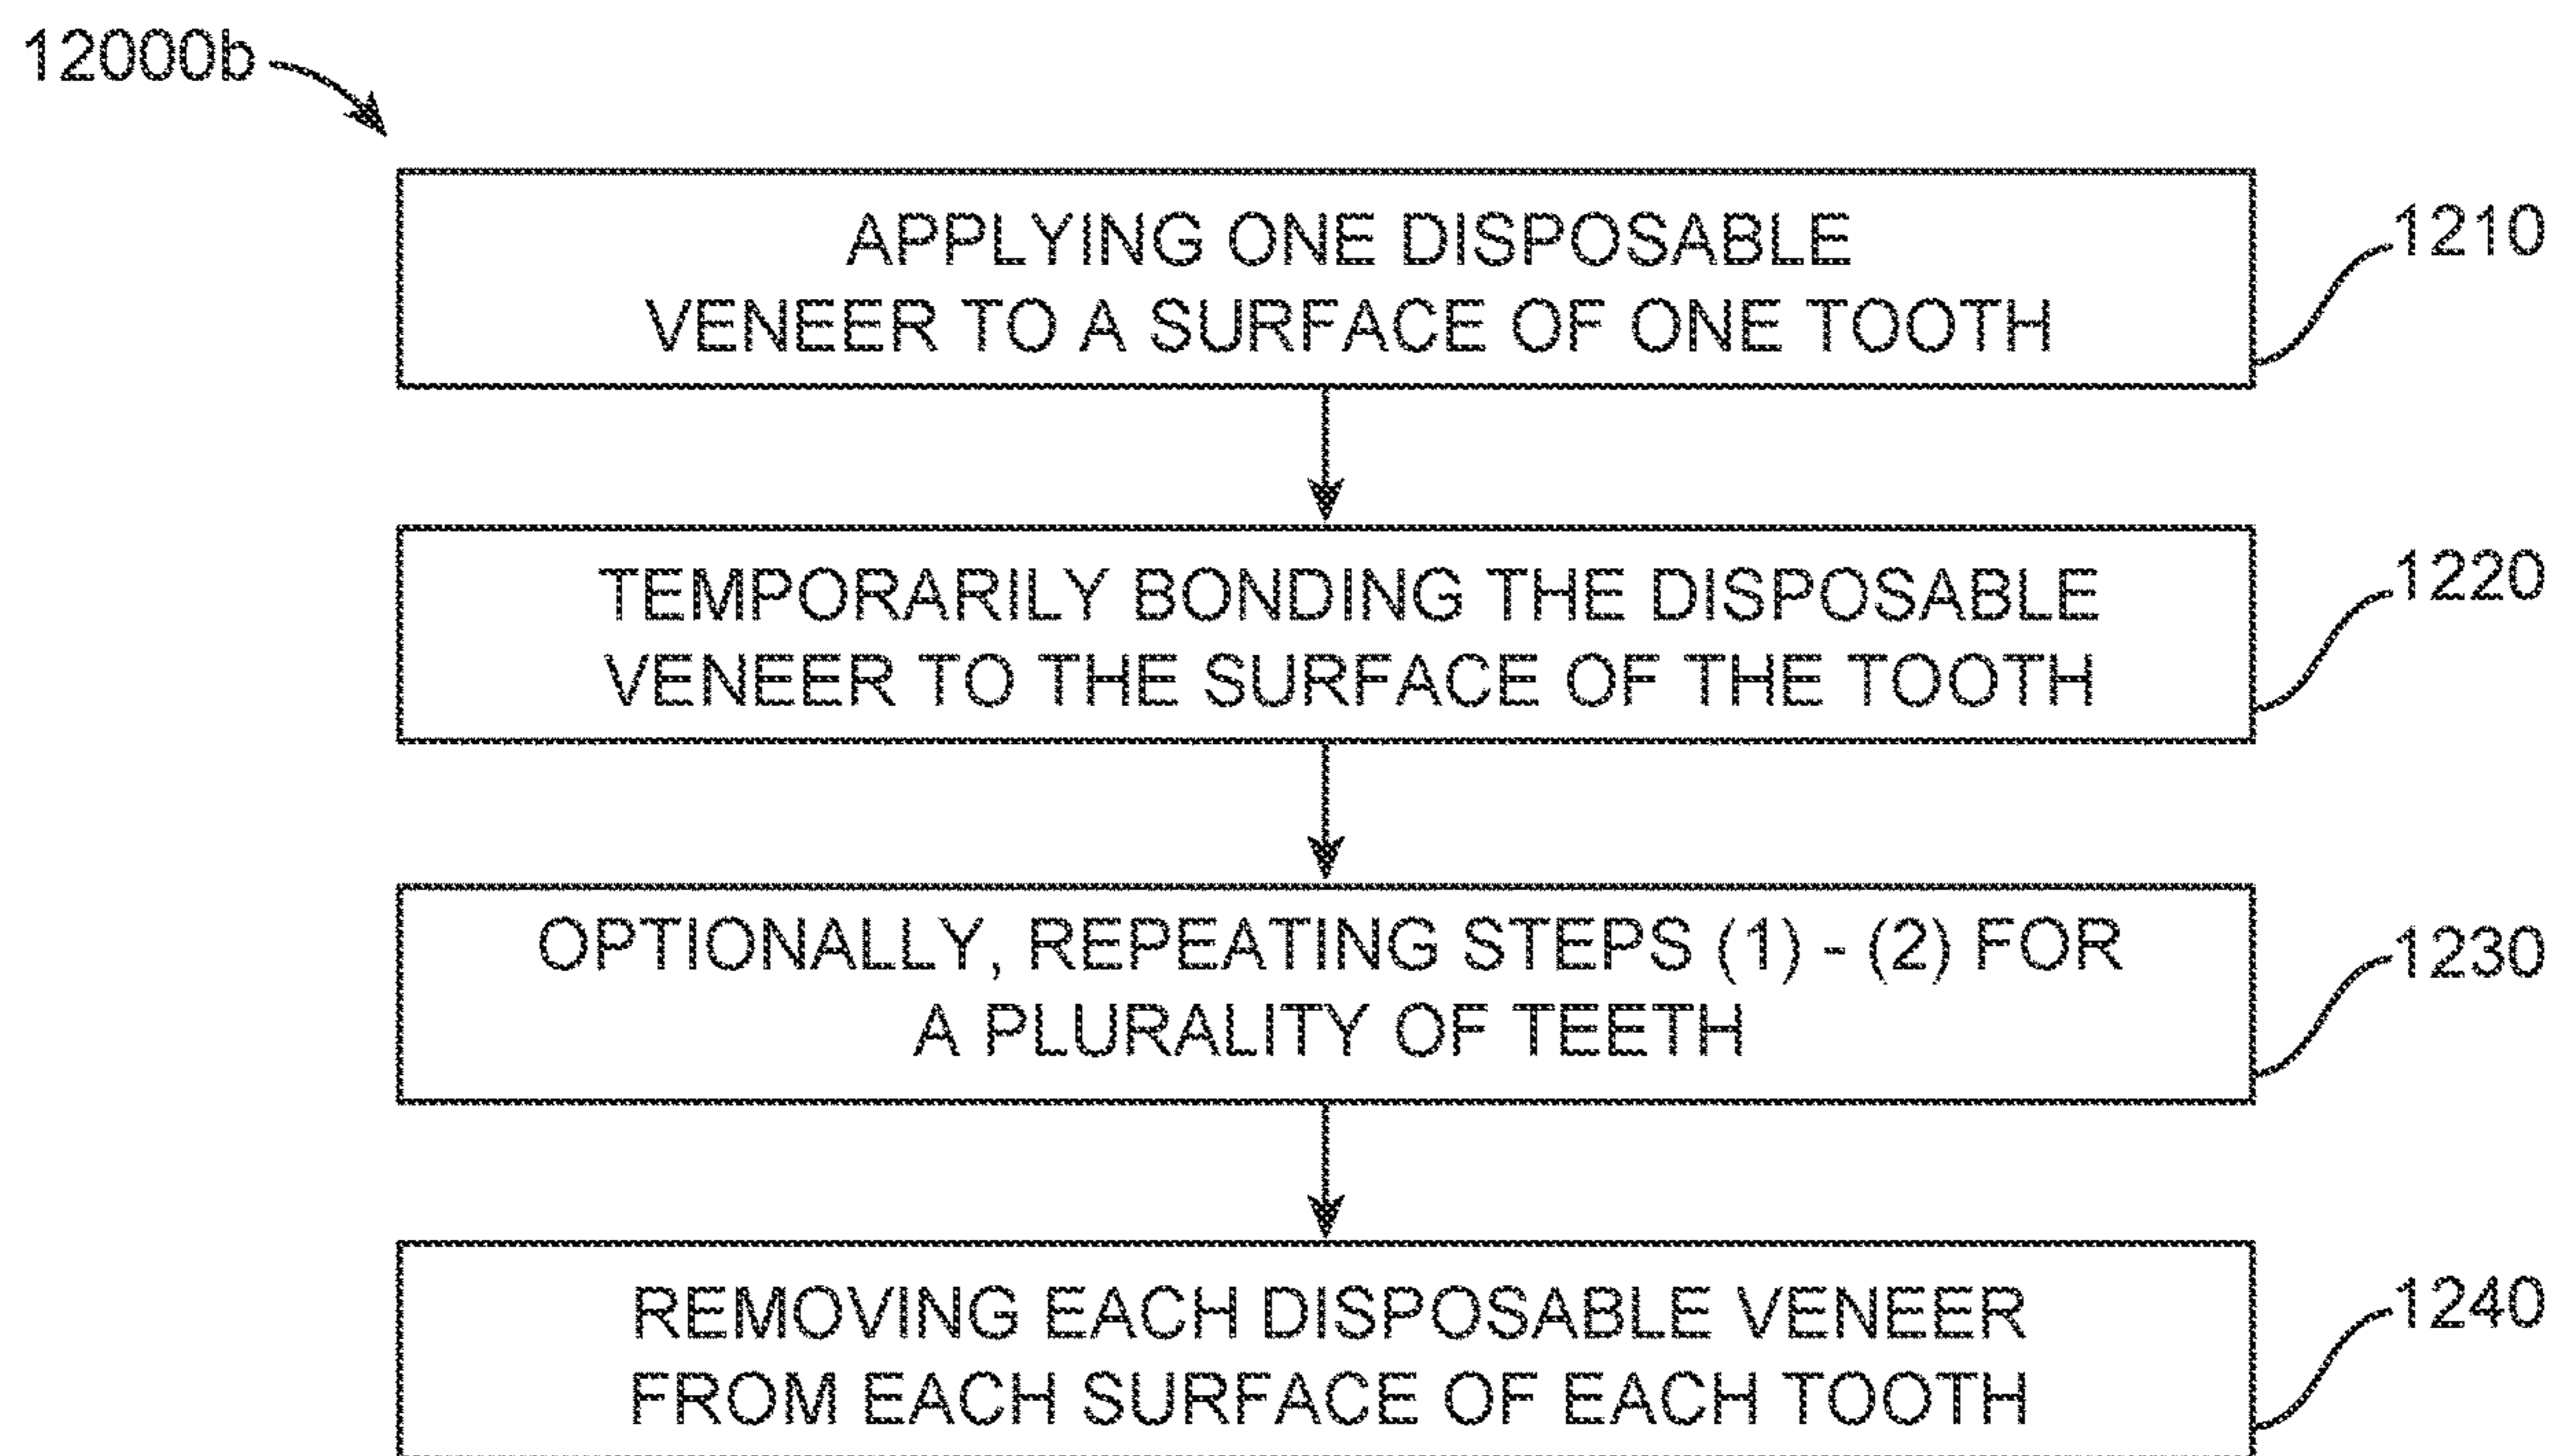 12000b
APPLYING ONE DISPOSABLE
VENEER TO A SURFACE OF ONE TOOTH
1210
TEMPORARILY BONDING THE DISPOSABLE
VENEER TO THE SURFACE OF THE TOOTH
1220
OPTIONALLY, REPEATING STEPS (1) - (2) FOR
A PLURALITY OF TEETH
1230
REMOVING EACH DISPOSABLE VENEER
FROM EACH SURFACE OF EACH TOOTH
1240